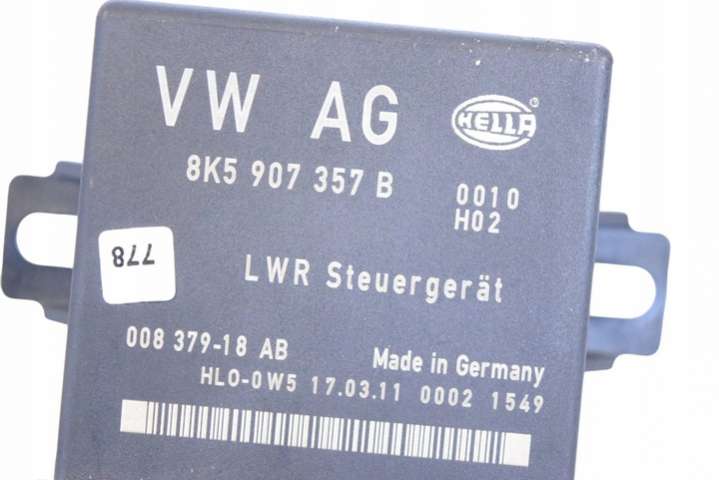 VW AG
HELLA ®
8K5 907 357 B
0010
H02
778
LWR Steuergerät
008 379-18 AB
Made in Germany
HLO-0W5 17.03.11 0002 1549